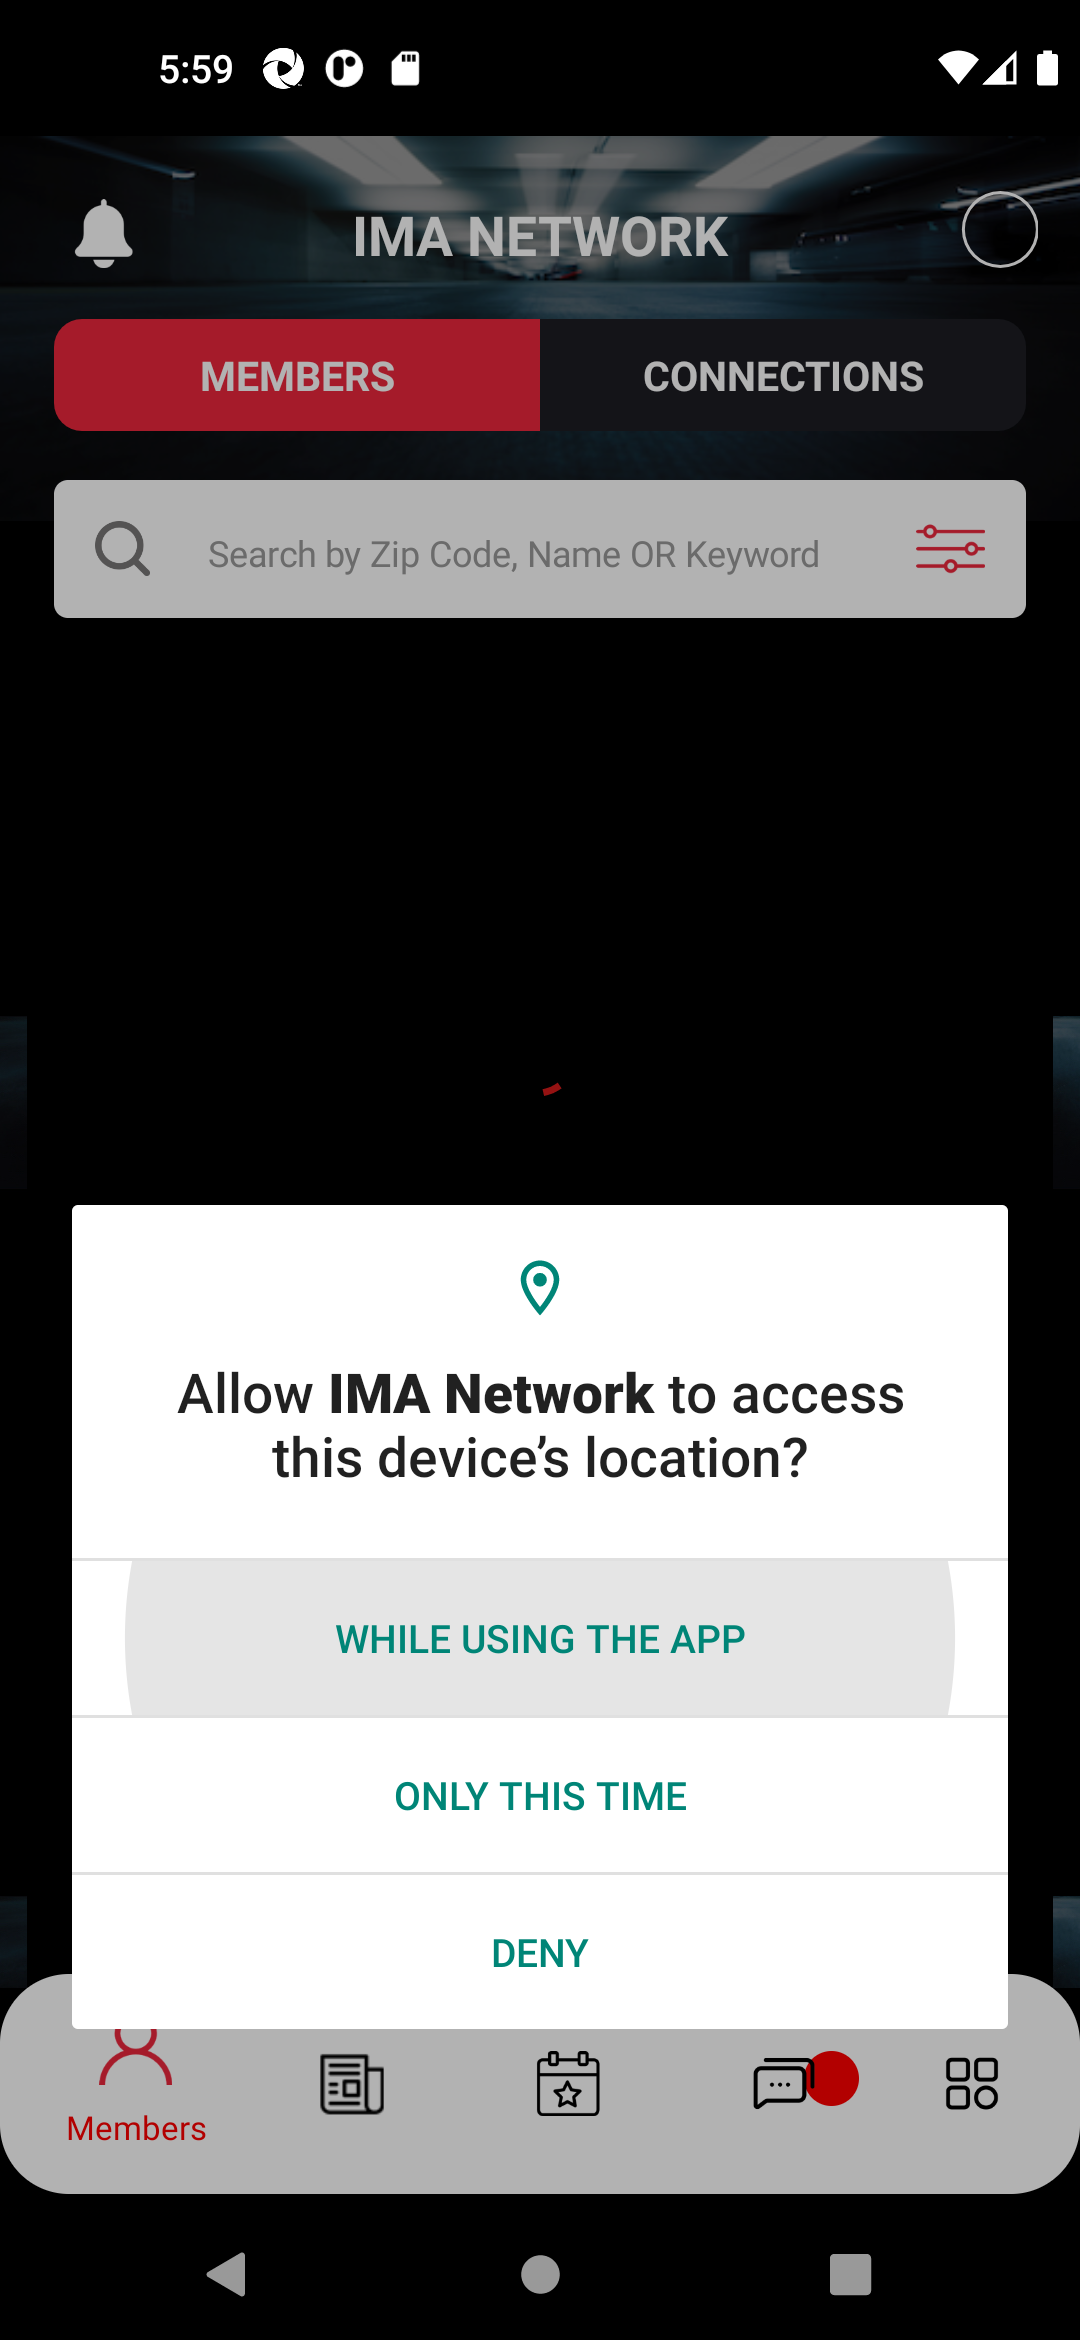 5:59
IMA NETWORK
MEMBERS
CONNECTIONS
Search by Zip Code, Name OR Keyword
Allow IMA Network to access
this device’s location?
WHILE USING THE APP
ONLY THIS TIME
DENY
Members